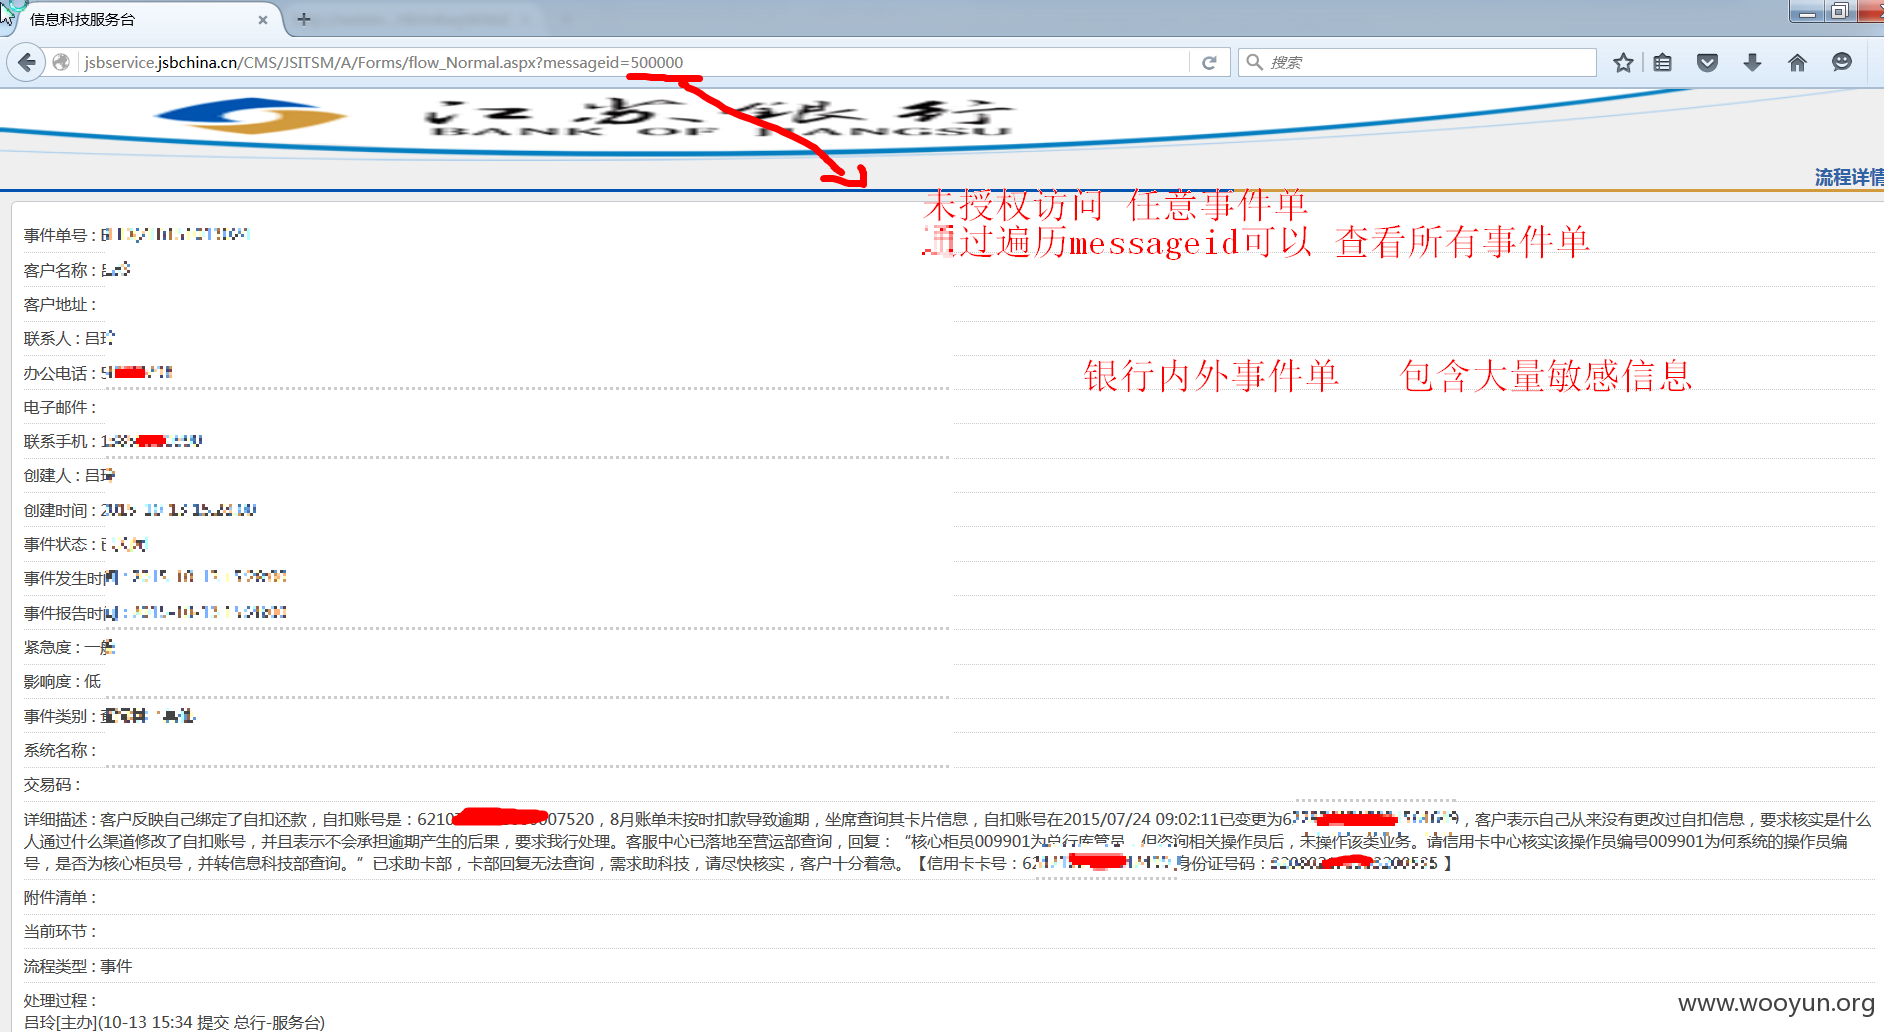 信息科技服务台
jsbservice.jsbchina.cn/CMS/JSITSM/A/Forms/flow_Normal.aspx?messageid=500000
搜索
江苏银行
BANK OF JIANGSU
流程详情
未授权访问 任意事件单
通过遍历messageid可以 查看所有事件单
事件单号：
客户名称：
客户地址：
联系人：吕
银行内外事件单 包含大量敏感信息
办公电话：5
电子邮件：
联系手机：1
创建人：吕
创建时间：2
事件状态：
事件发生时
事件报告时
紧急度：一般
影响度：低
事件类别：
系统名称：
交易码：
详细描述：客户反映自己绑定了自扣还款，自扣账号是：6210 007520，8月账单未按时扣款导致逾期，坐席查询其卡片信息，自扣账号在2015/07/24 09:02:11已变更为6 ，客户表示自己从来没有更改过自扣信息，要求核实是什么
人通过什么渠道修改了自扣账号，并且表示不会承担逾期产生的后果，要求我行处理。客服中心已落地至营运部查询，回复：“核心柜员009901为总行库管员，但咨询相关操作员后，未操作该类业务。请信用卡中心核实该操作员编号009901为何系统的操作员编
号，是否为核心柜员号，并转信息科技部查询。“ 已求助卡部，卡部回复无法查询，需求助科技，请尽快核实，客户十分着急。【信用卡卡号：62 身份证号码： 】
附件清单：
当前环节：
流程类型：事件
处理过程：
吕玲[主办](10-13 15:34 提交 总行-服务台)
www.wooyun.org